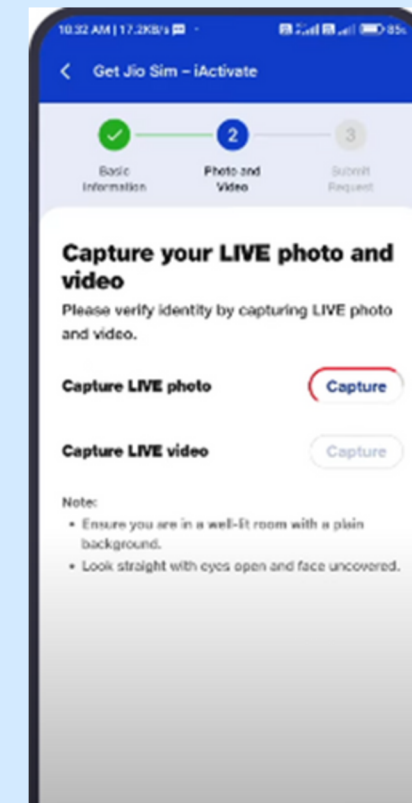 10.32 AM | 17.2KB/s
85%
Get Jio Sim – iActivate
2
3
Basic
Information
Photo and
Video
Submit
Request
Capture your LIVE photo and
video
Please verify identity by capturing LIVE photo
and video.
Capture LIVE photo
Capture
Capture LIVE video
Capture
Note:
• Ensure you are in a well-lit room with a plain
background.
• Look straight with eyes open and face uncovered.